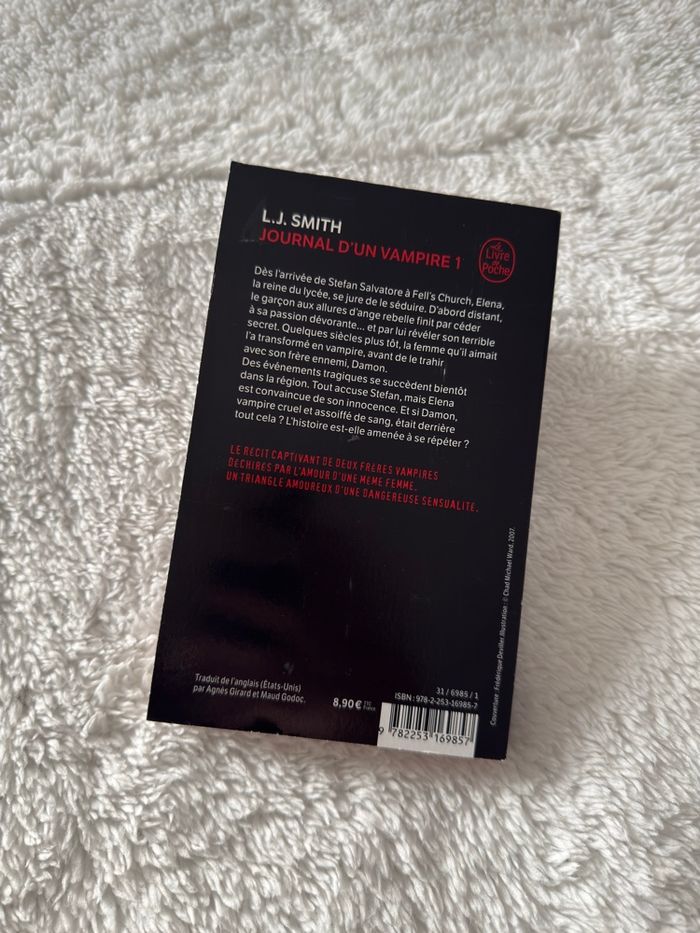 L.J. SMITH
JOURNAL D'UN VAMPIRE 1
Le
Livre
de
Poche
Dès l'arrivée de Stefan Salvatore à Fell's Church, Elena,
la reine du lycée, se jure de le séduire. D'abord distant,
le garçon aux allures d'ange rebelle finit par céder
à sa passion dévorante... et par lui révéler son terrible
secret. Quelques siècles plus tôt, la femme qu'il aimait
l'a transformé en vampire, avant de le trahir
avec son frère ennemi, Damon.
Des événements tragiques se succèdent bientôt
dans la région. Tout accuse Stefan, mais Elena
est convaincue de son innocence. Et si Damon,
vampire cruel et assoiffé de sang, était derrière
tout cela ? L'histoire est-elle amenée à se répéter ?
LE RÉCIT CAPTIVANT DE DEUX FRÈRES VAMPIRES
DÉCHIRÉS PAR L'AMOUR D'UNE MÊME FEMME.
UN TRIANGLE AMOUREUX D'UNE DANGEREUSE SENSUALITÉ.
Couverture : Frédérique Deviller. Illustration : © Chad Michael Ward, 2007.
Traduit de l'anglais (États-Unis)
par Agnès Girard et Maud Godoc.
8,90 € TTC
France
31 / 6985 / 1
ISBN : 978-2-253-16985-7
9 782253 169857